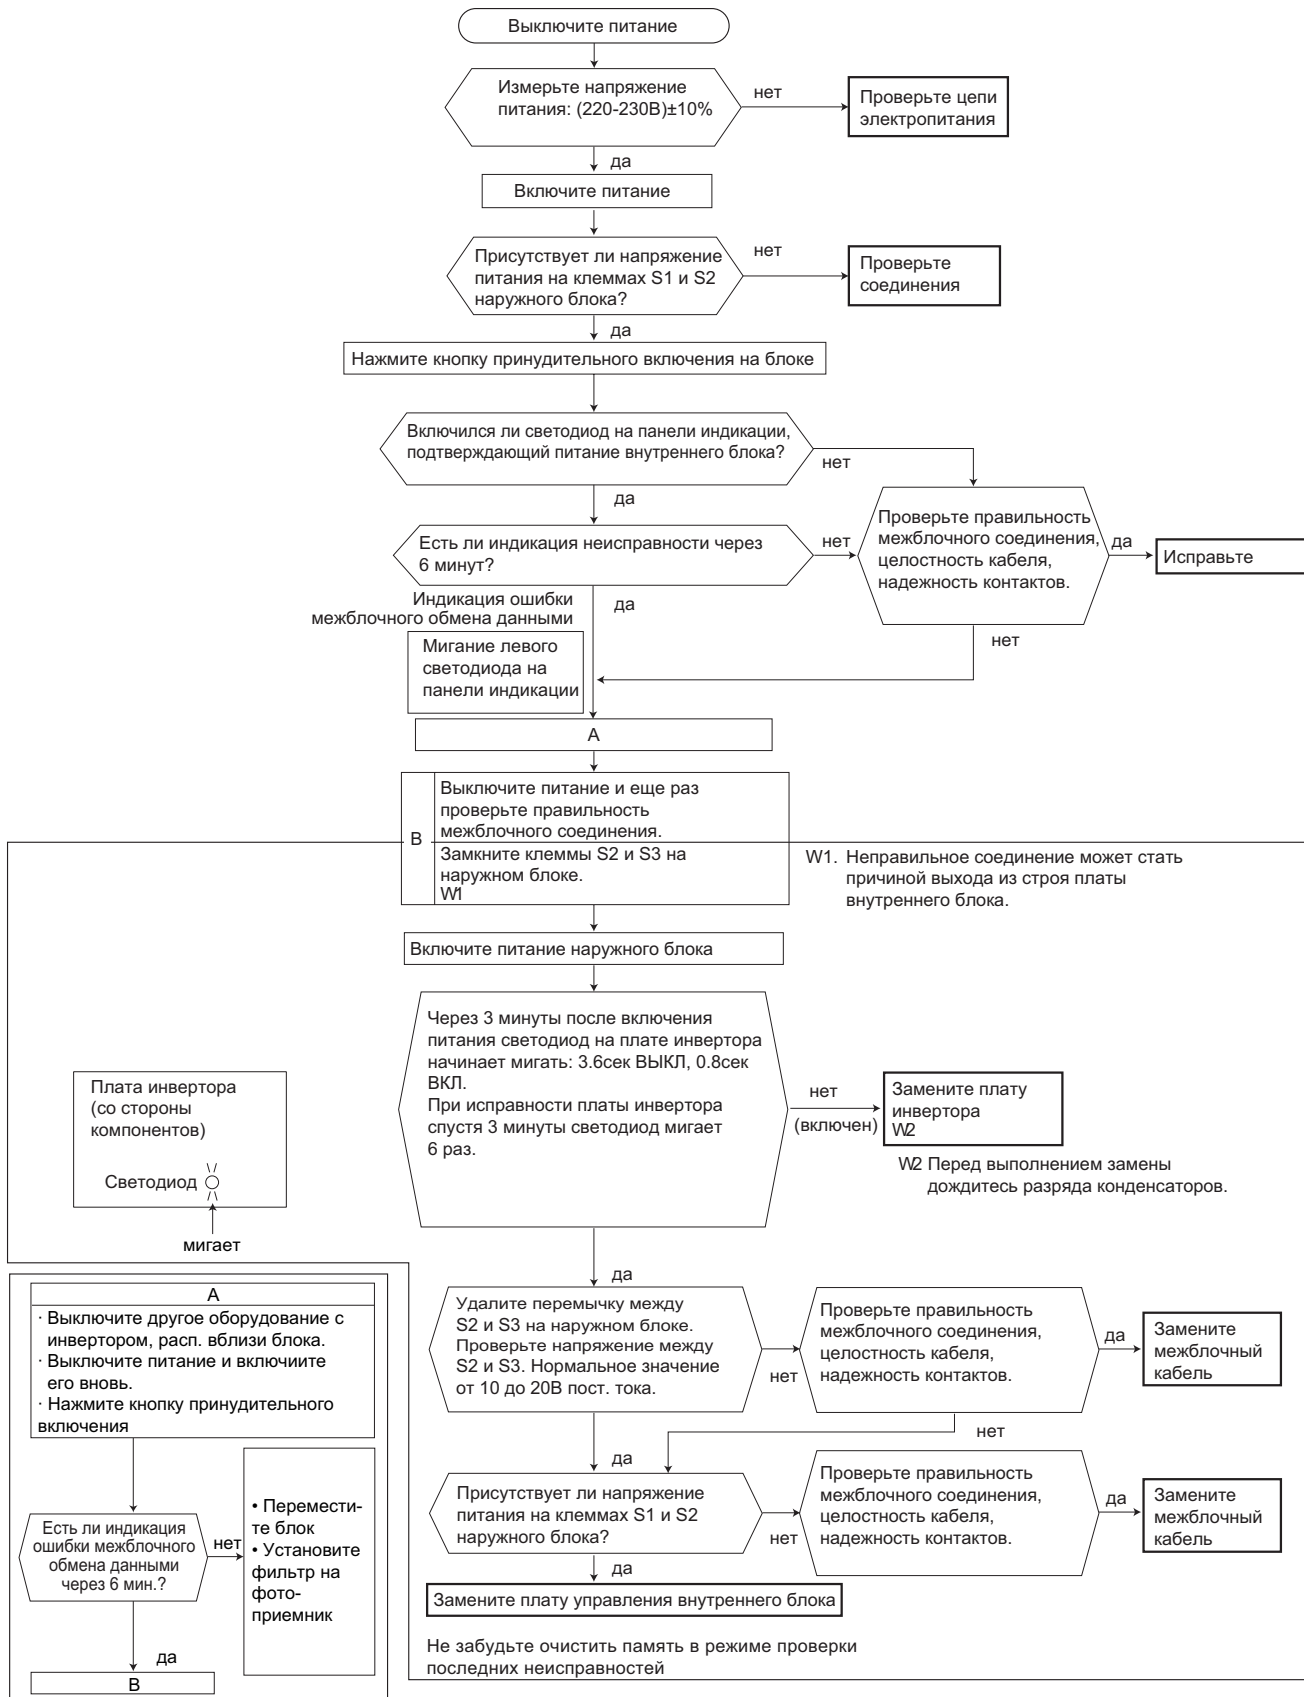 Выключите питание
Измерьте напряжение
питания: (220-230В)±10%
нет
Проверьте цепи
электропитания
да
Включите питание
Присутствует ли напряжение
питания на клеммах S1 и S2
наружного блока?
нет
Проверьте
соединения
да
Нажмите кнопку принудительного включения на блоке
Включился ли светодиод на панели индикации,
подтверждающий питание внутреннего блока?
нет
да
Есть ли индикация неисправности через
6 минут?
нет
Проверьте правильность
межблочного соединения,
целостность кабеля,
надежность контактов.
да
Исправьте
Индикация ошибки
межблочного обмена данными
да
нет
Мигание левого
светодиода на
панели индикации
A
B
Выключите питание и еще раз
проверьте правильность
межблочного соединения.
Замкните клеммы S2 и S3 на
наружном блоке.
W1
W1. Неправильное соединение может стать
причиной выхода из строя платы
внутреннего блока.
Включите питание наружного блока
Через 3 минуты после включения
питания светодиод на плате инвертора
начинает мигать: 3.6сек ВЫКЛ, 0.8сек
ВКЛ.
При исправности платы инвертора
спустя 3 минуты светодиод мигает
6 раз.
нет
(включен)
Замените плату
инвертора
W2
W2 Перед выполнением замены
дождитесь разряда конденсаторов.
Плата инвертора
(со стороны
компонентов)
Светодиод
мигает
да
Удалите перемычку между
S2 и S3 на наружном блоке.
Проверьте напряжение между
S2 и S3. Нормальное значение
от 10 до 20В пост. тока.
нет
Проверьте правильность
межблочного соединения,
целостность кабеля,
надежность контактов.
да
Замените
межблочный
кабель
нет
да
Присутствует ли напряжение
питания на клеммах S1 и S2
наружного блока?
нет
Проверьте правильность
межблочного соединения,
целостность кабеля,
надежность контактов.
да
Замените
межблочный
кабель
да
Замените плату управления внутреннего блока
Не забудьте очистить память в режиме проверки
последних неисправностей
A
· Выключите другое оборудование с
инвертором, расп. вблизи блока.
· Выключите питание и включиите
его вновь.
· Нажмите кнопку принудительного
включения
Есть ли индикация
ошибки межблочного
обмена данными
через 6 мин.?
нет
• Перемести-
те блок
• Установите
фильтр на
фото-
приемник
да
B